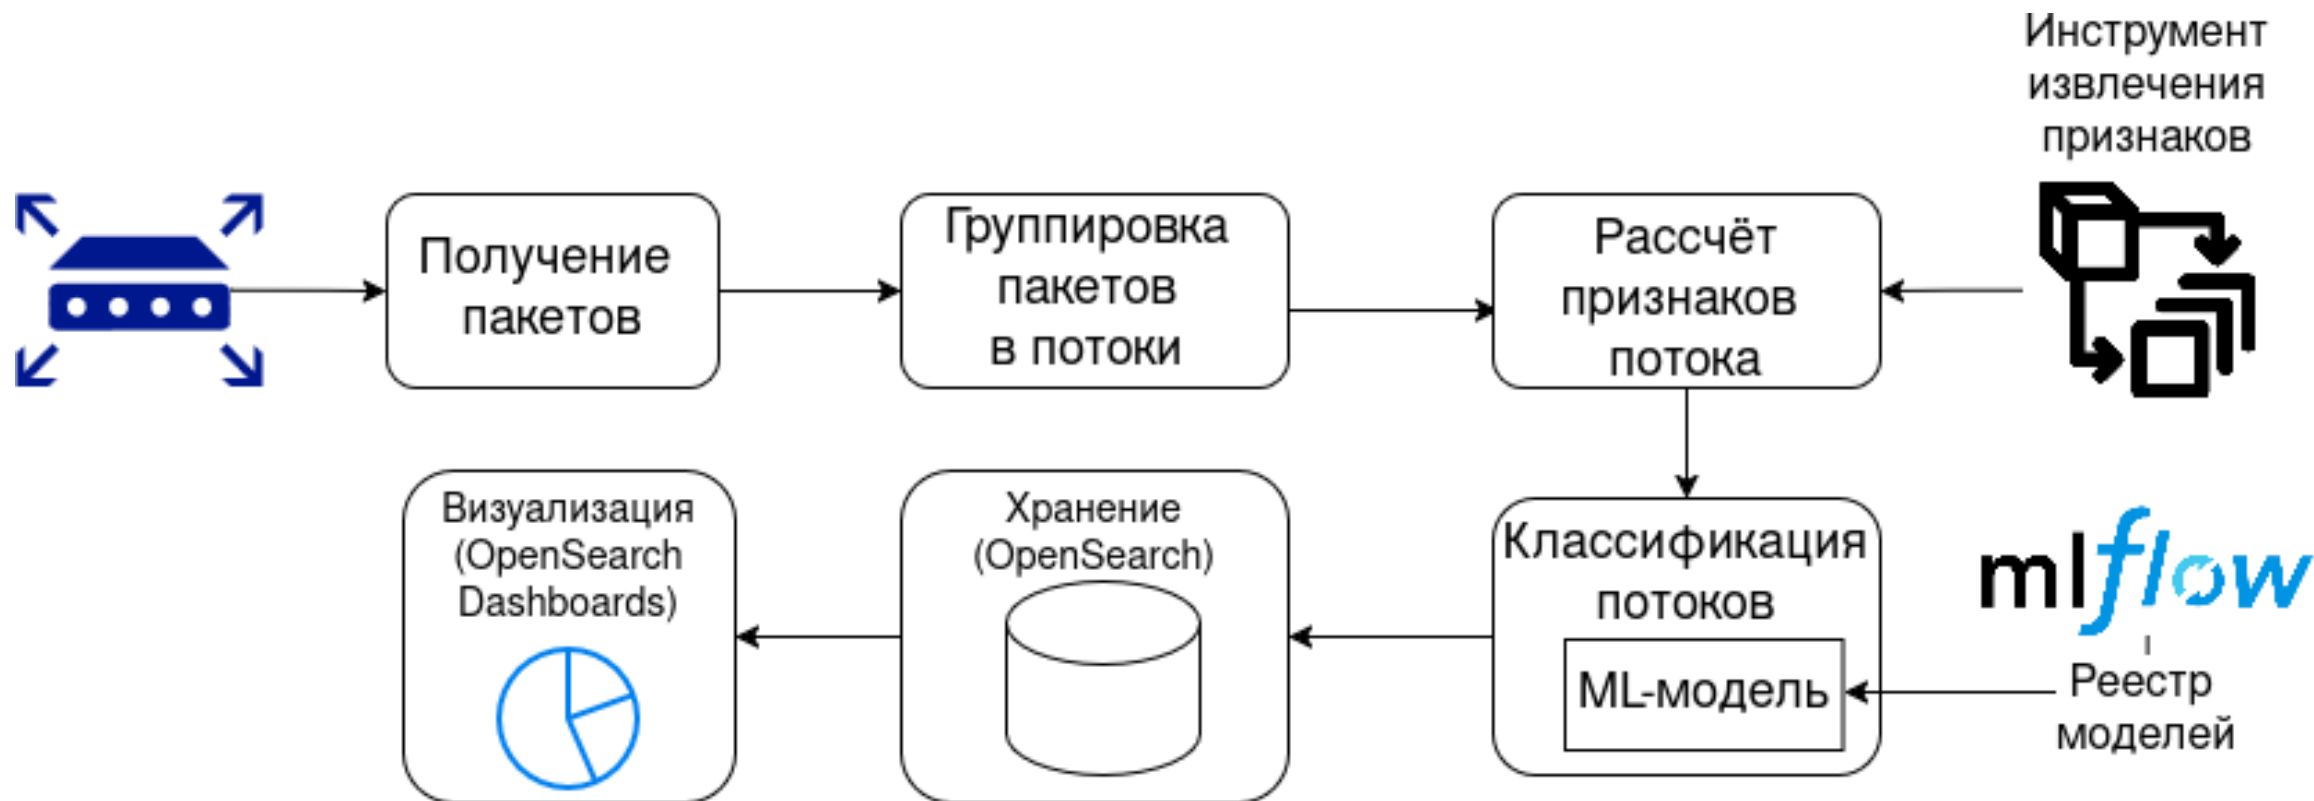 Инструмент
извлечения
признаков
Получение
пакетов
Группировка
пакетов
в потоки
Рассчёт
признаков
потока
Визуализация
(OpenSearch
Dashboards)
Хранение
(OpenSearch)
Классификация
потоков
ML-модель
mlflow
Реестр
моделей